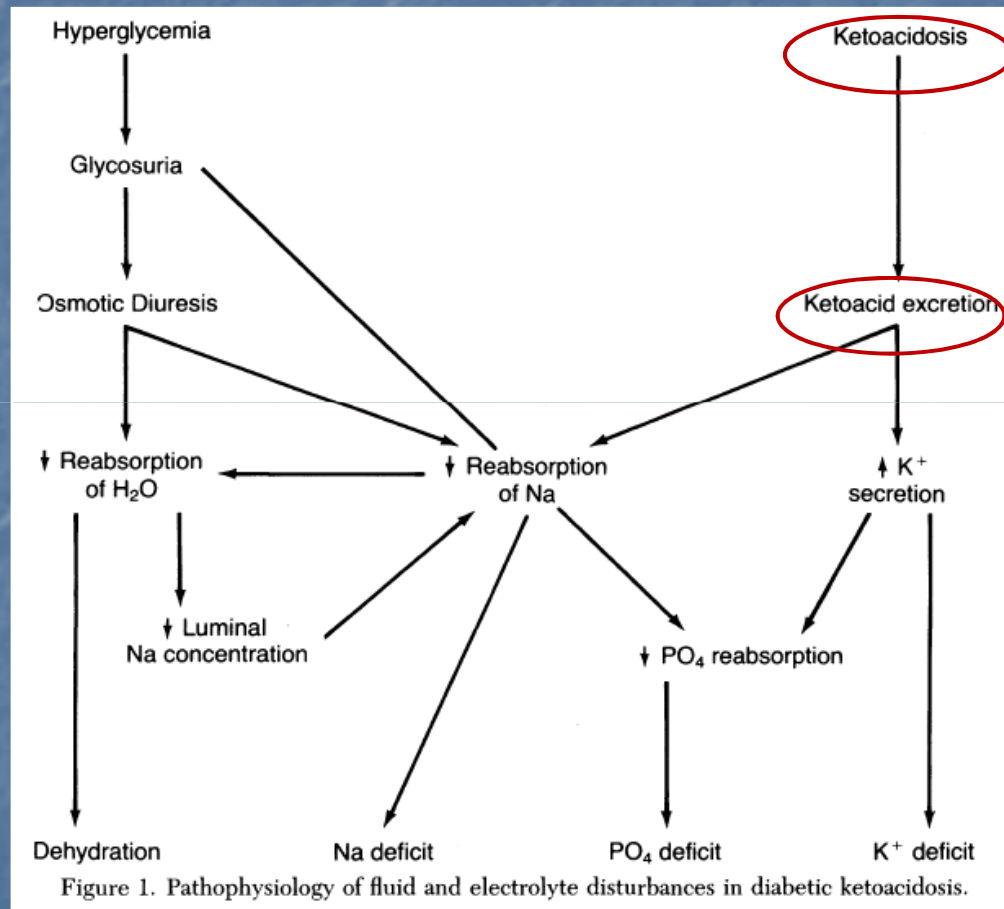 Hyperglycemia
Ketoacidosis
Glycosuria
Osmotic Diuresis
Ketoacid excretion
↓ Reabsorption
of H₂O
↓ Reabsorption
of Na
↑ K⁺
secretion
↓ Luminal
Na concentration
↓ PO₄ reabsorption
Dehydration
Na deficit
PO₄ deficit
K⁺ deficit
Figure 1. Pathophysiology of fluid and electrolyte disturbances in diabetic ketoacidosis.